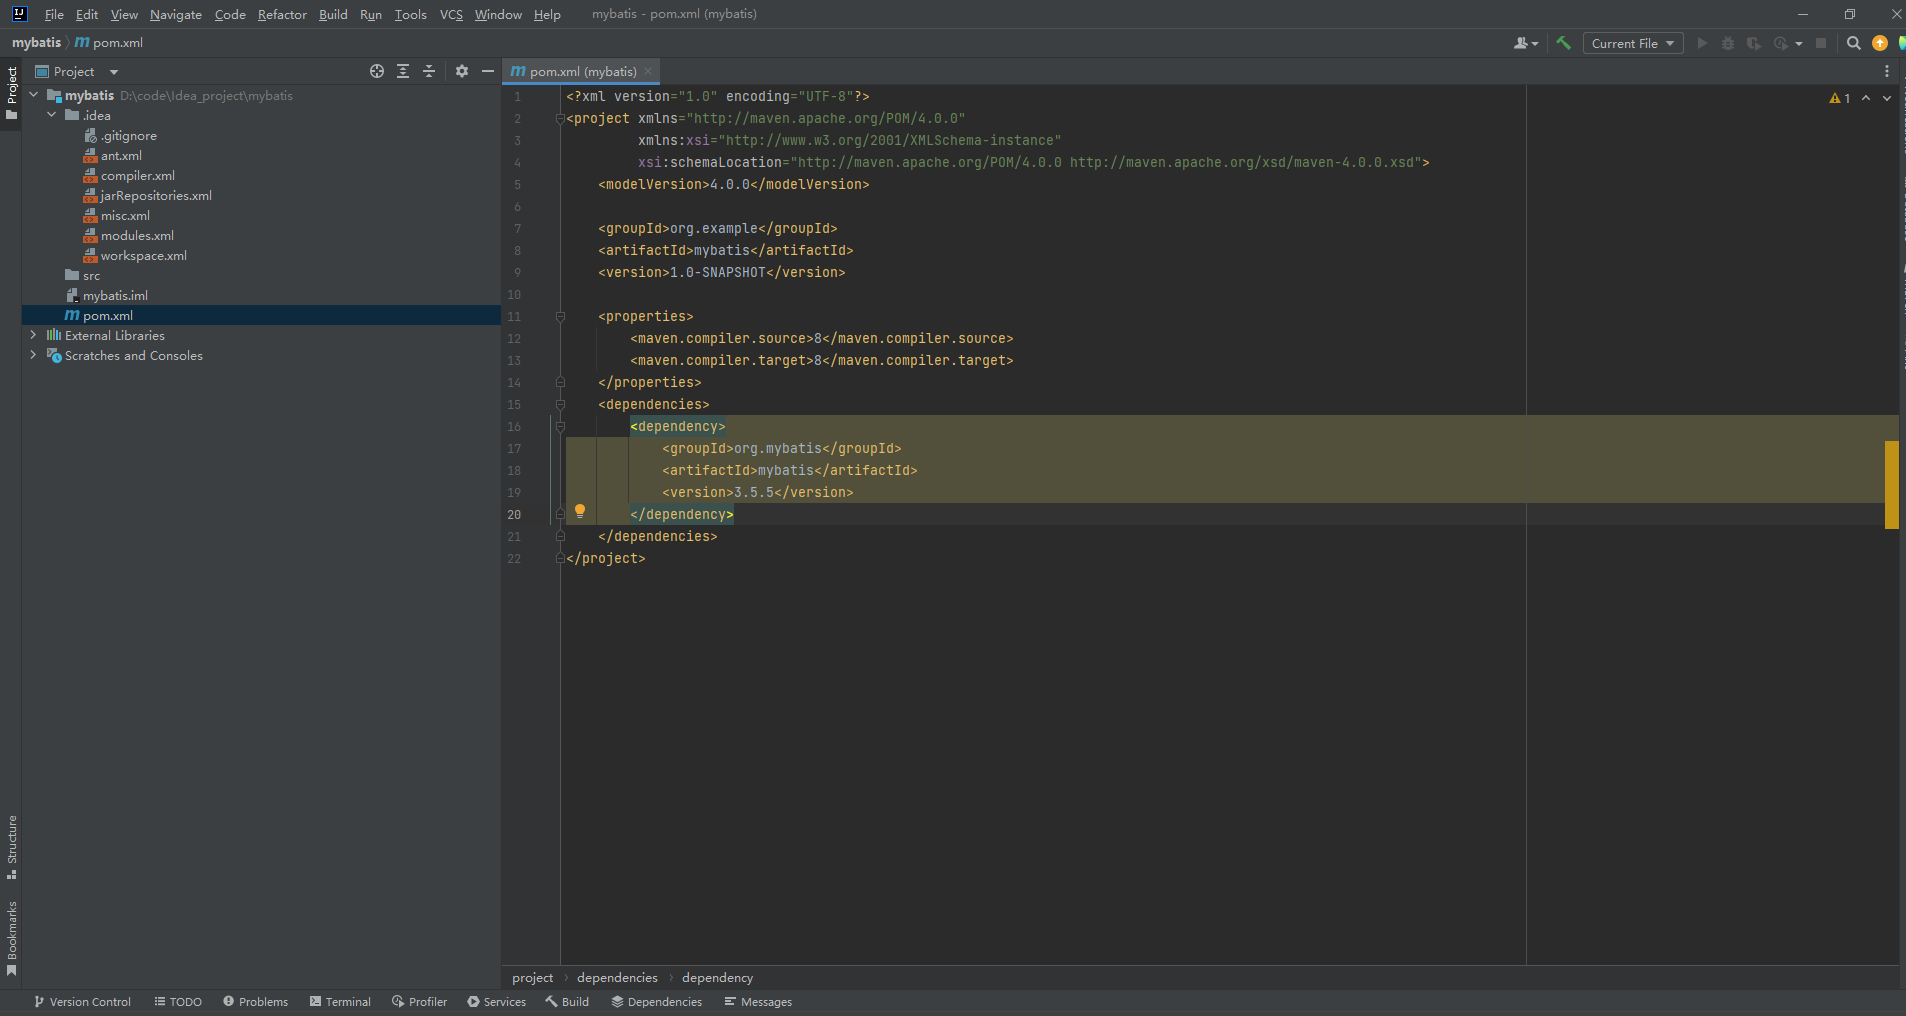 File Edit View Navigate Code Refactor Build Run Tools VCS Window Help mybatis - pom.xml (mybatis)
mybatis pom.xml
Current File
Project
Project
mybatis D:\code\Idea_project\mybatis
.idea
.gitignore
ant.xml
compiler.xml
jarRepositories.xml
misc.xml
modules.xml
workspace.xml
src
mybatis.iml
pom.xml
External Libraries
Scratches and Consoles
Structure
Bookmarks
pom.xml (mybatis)
1
1 <?xml version="1.0" encoding="UTF-8"?>
2 <project xmlns="http://maven.apache.org/POM/4.0.0"
3 xmlns:xsi="http://www.w3.org/2001/XMLSchema-instance"
4 xsi:schemaLocation="http://maven.apache.org/POM/4.0.0 http://maven.apache.org/xsd/maven-4.0.0.xsd">
5 <modelVersion>4.0.0</modelVersion>
6
7 <groupId>org.example</groupId>
8 <artifactId>mybatis</artifactId>
9 <version>1.0-SNAPSHOT</version>
10
11 <properties>
12 <maven.compiler.source>8</maven.compiler.source>
13 <maven.compiler.target>8</maven.compiler.target>
14 </properties>
15 <dependencies>
16 <dependency>
17 <groupId>org.mybatis</groupId>
18 <artifactId>mybatis</artifactId>
19 <version>3.5.5</version>
20 </dependency>
21 </dependencies>
22 </project>
project dependencies dependency
Version Control TODO Problems Terminal Profiler Services Build Dependencies Messages